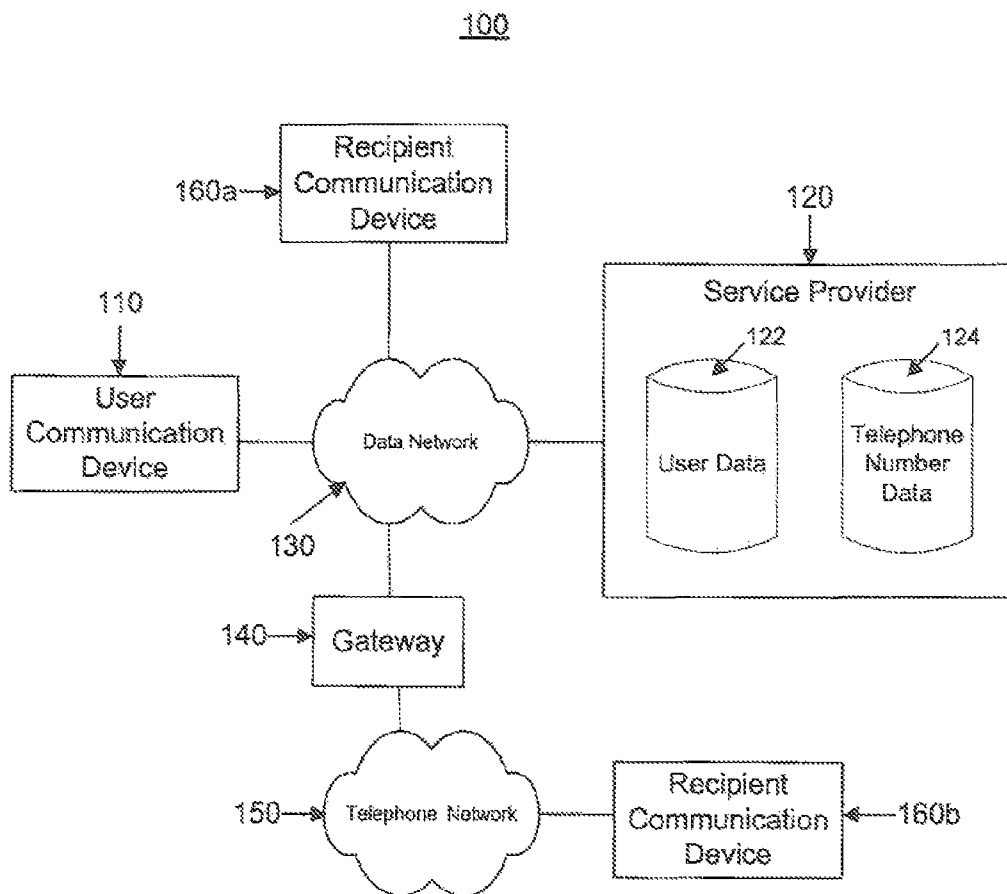 100
Recipient
Communication
Device
160a
120
Service Provider
110
122
124
User
Communication
Device
Data Network
User Data
Telephone
Number
Data
130
140
Gateway
150
Telephone Network
Recipient
Communication
Device
160b